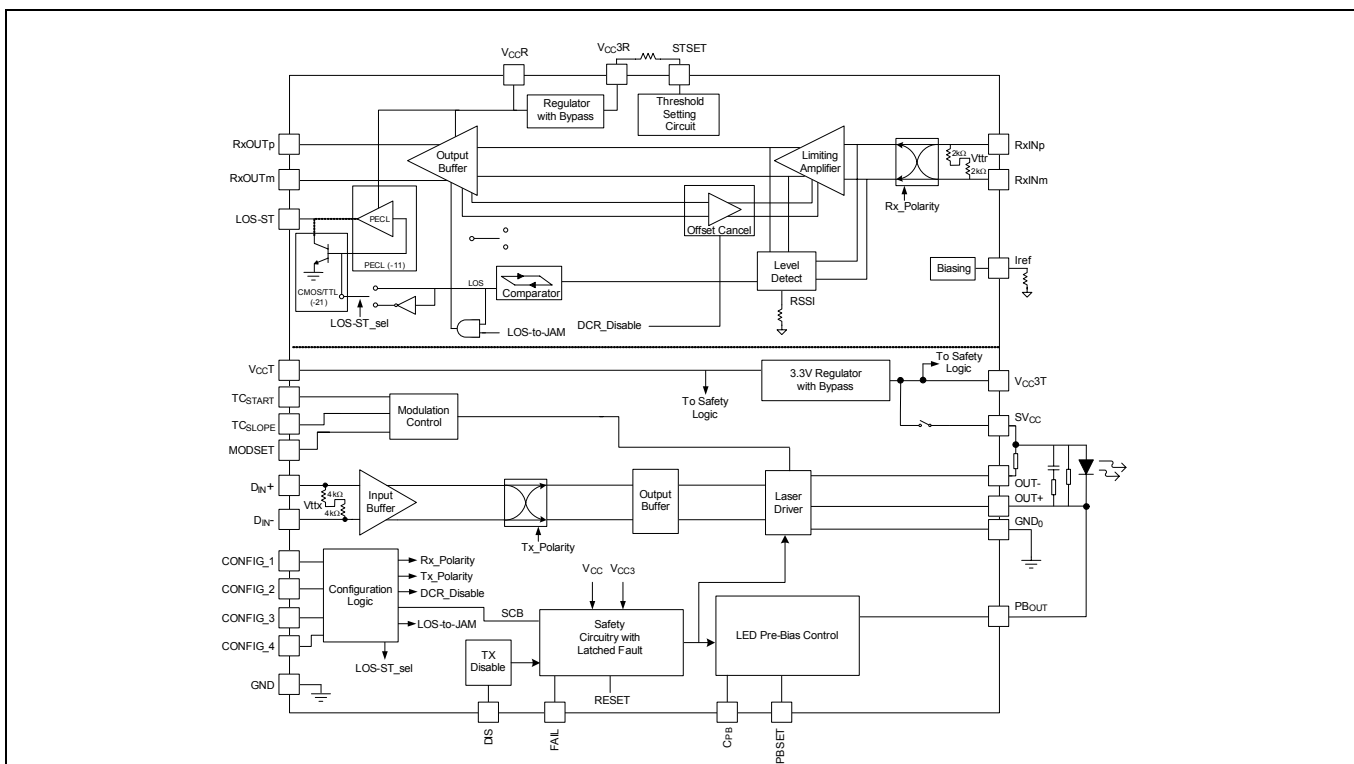 VCCR
VCC3R
STSET
Regulator
with Bypass
Threshold
Setting
Circuit
RxOUTp
Output
Buffer
Limiting
Amplifier
2kΩ
Vttr
2kΩ
RxINp
RxOUTm
RxINm
Rx_Polarity
LOS-ST
PECL
PECL (-11)
Offset Cancel
CMOS/TTL
(-21)
LOS-ST_sel
LOS
Comparator
Level
Detect
RSSI
Biasing
Iref
LOS-to-JAM
DCR_Disable
VCCT
To Safety
Logic
3.3V Regulator
with Bypass
To Safety
Logic
VCC3T
TCSTART
TCSLOPE
MODSET
Modulation
Control
SVCC
DIN+
4kΩ
Vttx
4kΩ
DIN-
Input
Buffer
Tx_Polarity
Output
Buffer
Laser
Driver
OUT-
OUT+
GND0
CONFIG_1
CONFIG_2
CONFIG_3
CONFIG_4
Configuration
Logic
Rx_Polarity
Tx_Polarity
DCR_Disable
LOS-to-JAM
LOS-ST_sel
SCB
VCC
VCC3
Safety
Circuitry with
Latched Fault
LED Pre-Bias Control
PBOUT
TX
Disable
RESET
GND
DIS
FAIL
CPB
PBSET